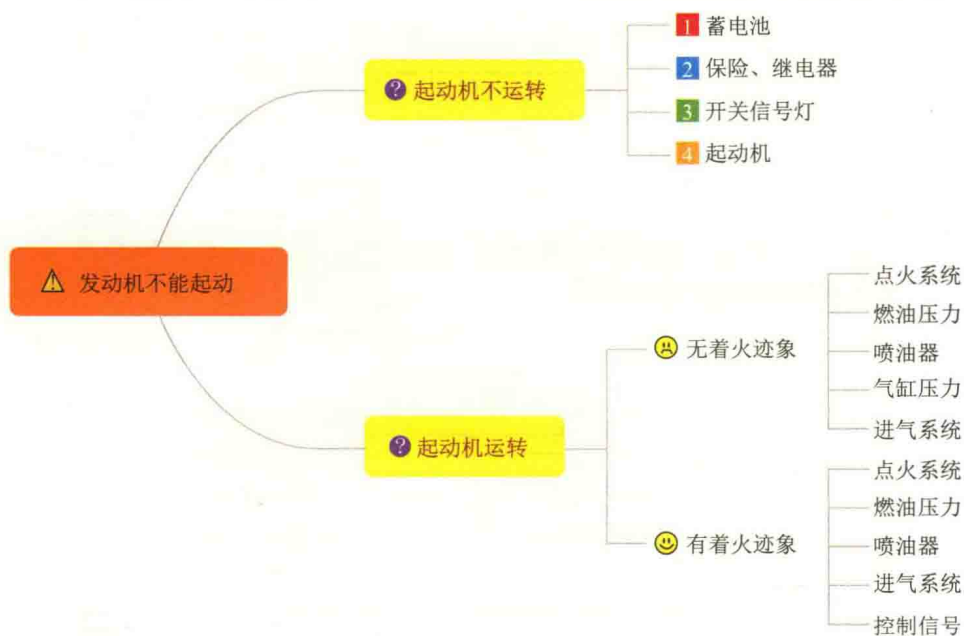 1 蓄电池
2 保险、继电器
? 起动机不运转
3 开关信号灯
4 起动机
发动机不能起动
点火系统
燃油压力
无着火迹象
喷油器
气缸压力
进气系统
? 起动机运转
点火系统
燃油压力
有着火迹象
喷油器
进气系统
控制信号